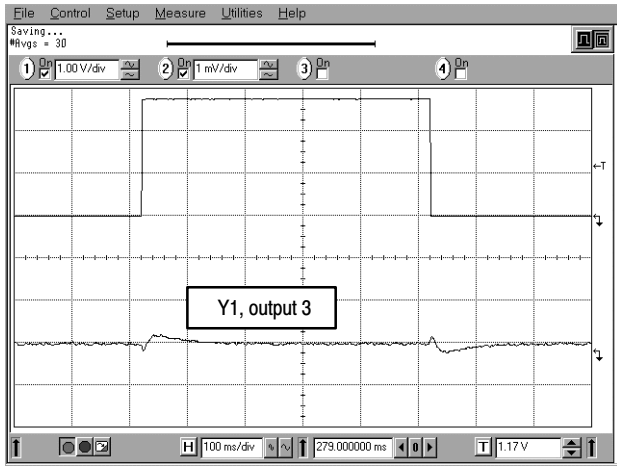 File Control Setup Measure Utilities Help
Saving...
#Avgs = 30
1 On 1.00 V/div 2 On 1 mV/div 3 On 4 On
T
Y1, output 3
H 100 ms/div 279.000000 ms 0 T 1.17 V